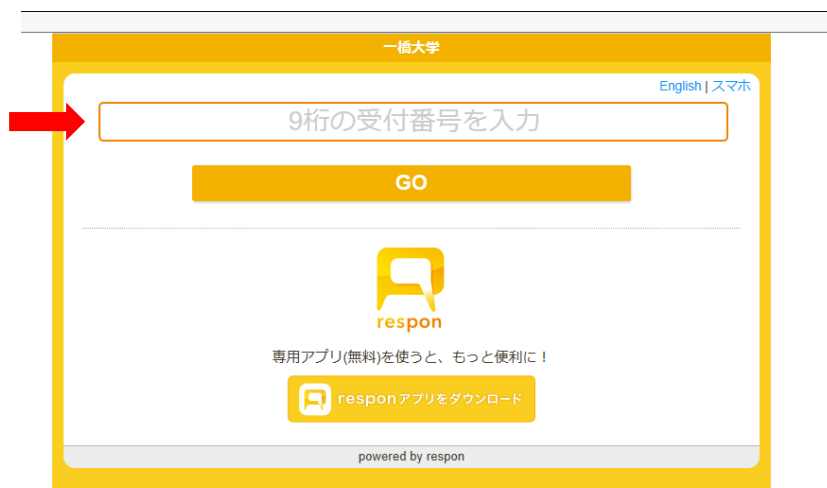 一橋大学
English | スマホ
9桁の受付番号を入力
GO
respon
専用アプリ(無料)を使うと、もっと便利に！
responアプリをダウンロード
powered by respon